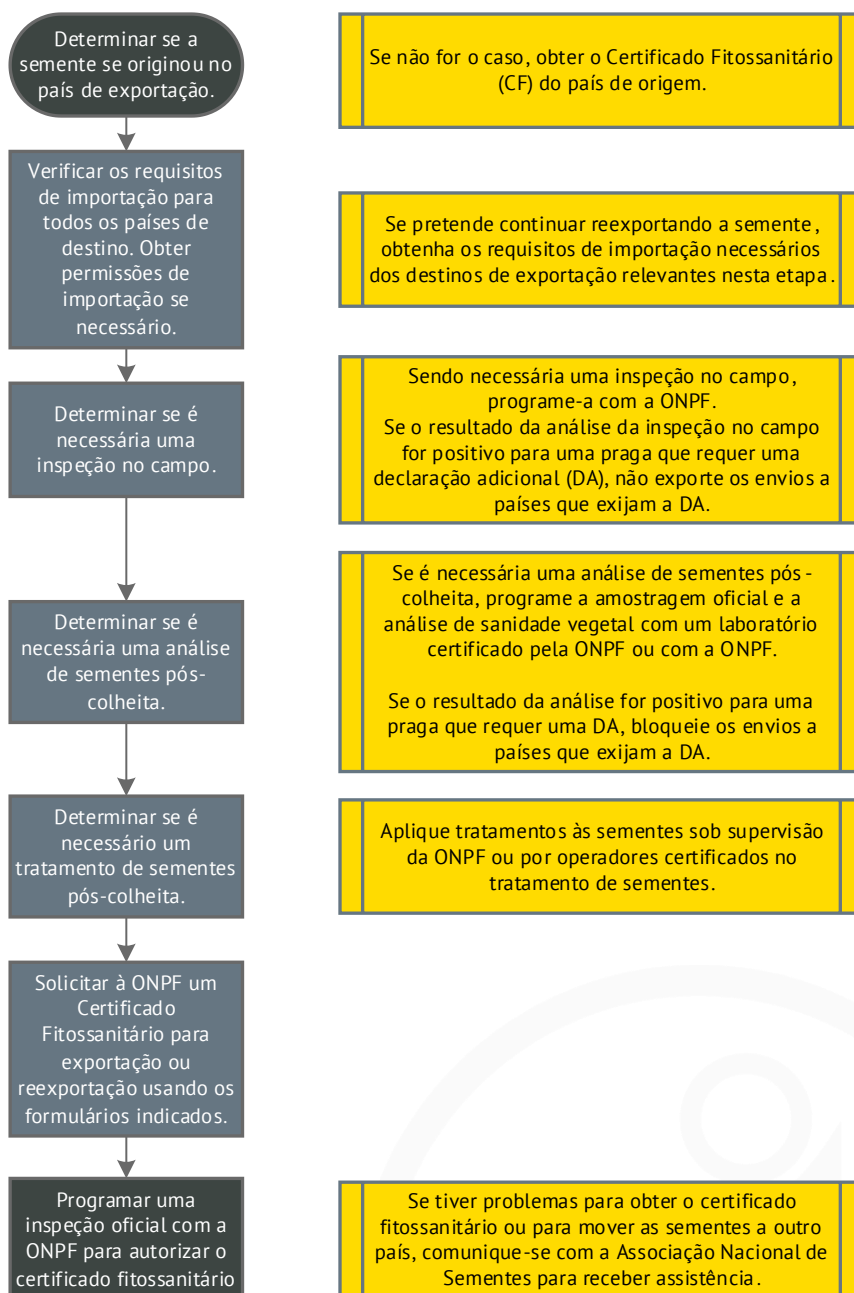 Determinar se a
semente se originou no
país de exportação.
Se não for o caso, obter o Certificado Fitossanitário
(CF) do país de origem.
Verificar os requisitos
de importação para
todos os países de
destino. Obter
permissões de
importação se
necessário.
Se pretende continuar reexportando a semente,
obtenha os requisitos de importação necessários
dos destinos de exportação relevantes nesta etapa.
Determinar se é
necessária uma
inspeção no campo.
Sendo necessária uma inspeção no campo,
programe-a com a ONPF.
Se o resultado da análise da inspeção no campo
for positivo para uma praga que requer uma
declaração adicional (DA), não exporte os envios a
países que exijam a DA.
Determinar se é
necessária uma análise
de sementes pós-
colheita.
Se é necessária uma análise de sementes pós-
colheita, programe a amostragem oficial e a
análise de sanidade vegetal com um laboratório
certificado pela ONPF ou com a ONPF.
Se o resultado da análise for positivo para uma
praga que requer uma DA, bloqueie os envios a
países que exijam a DA.
Determinar se é
necessário um
tratamento de sementes
pós-colheita.
Aplique tratamentos às sementes sob supervisão
da ONPF ou por operadores certificados no
tratamento de sementes.
Solicitar à ONPF um
Certificado
Fitossanitário para
exportação ou
reexportação usando os
formulários indicados.
Programar uma
inspeção oficial com a
ONPF para autorizar o
certificado fitossanitário
Se tiver problemas para obter o certificado
fitossanitário ou para mover as sementes a outro
país, comunique-se com a Associação Nacional de
Sementes para receber assistência.